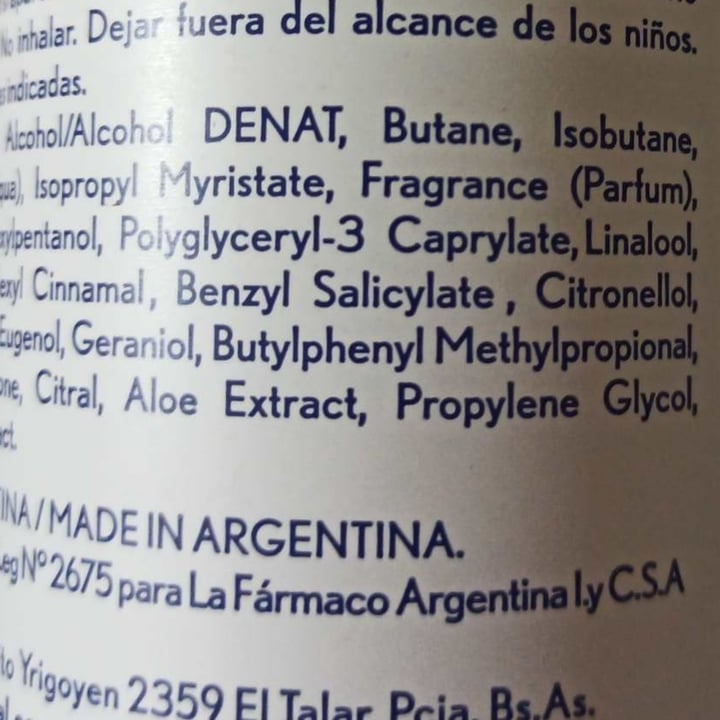 No inhalar. Dejar fuera del alcance de los niños.
indicadas.
Alcohol/Alcohol DENAT, Butane, Isobutane,
Isopropyl Myristate, Fragrance (Parfum),
Polyglyceryl-3 Caprylate, Linalool,
Cinnamal, Benzyl Salicylate, Citronellol,
Eugenol, Geraniol, Butylphenyl Methylpropional,
Citral, Aloe Extract, Propylene Glycol,
/ MADE IN ARGENTINA.
Nº 2675 para La Fármaco Argentina I.y C.S.A
Yrigoyen 2359 El Talar Pcia. Bs.As.